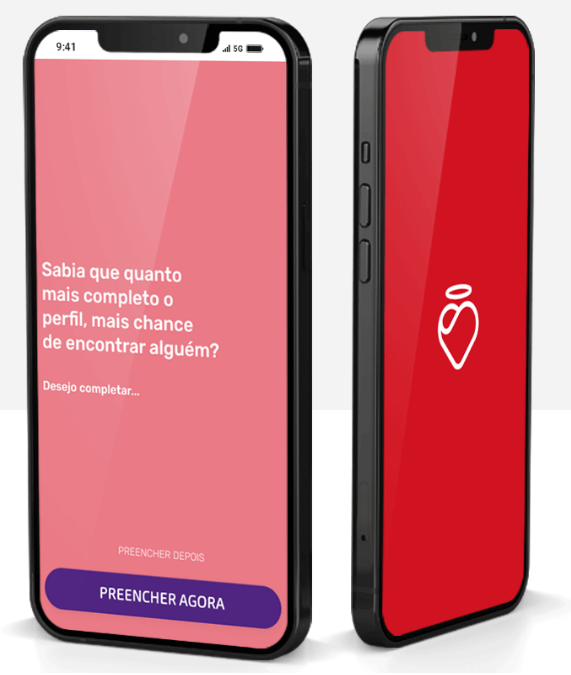 9:41
5G
Sabia que quanto
mais completo o
perfil, mais chance
de encontrar alguém?
Desejo completar...
PREENCHER DEPOIS
PREENCHER AGORA